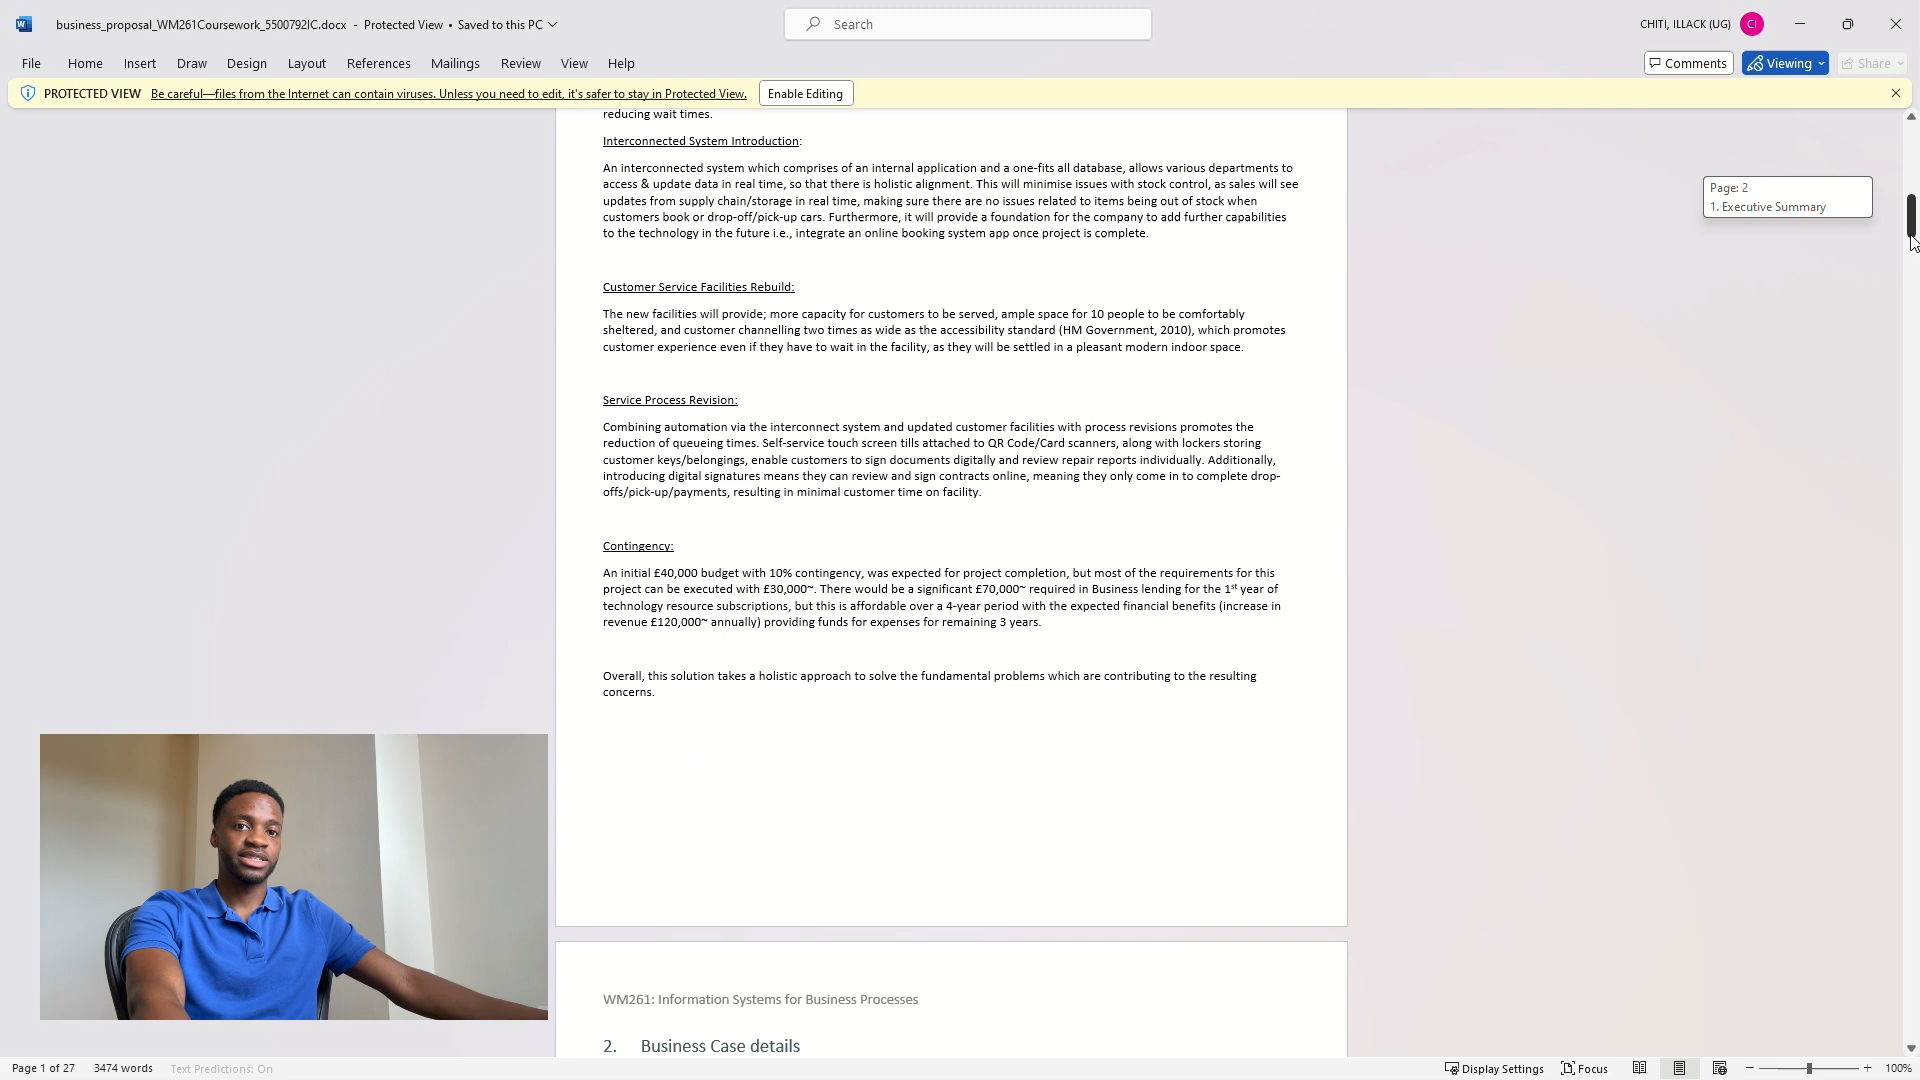 business_proposal_WM261Coursework_5500792IC.docx - Protected View • Saved to this PC
Search
CHITI, ILLACK (UG)
CI
File Home Insert Draw Design Layout References Mailings Review View Help
Comments Viewing Share
PROTECTED VIEW Be careful—files from the Internet can contain viruses. Unless you need to edit, it's safer to stay in Protected View. Enable Editing
reducing wait times.
Interconnected System Introduction:
An interconnected system which comprises of an internal application and a one-fits all database, allows various departments to
access & update data in real time, so that there is holistic alignment. This will minimise issues with stock control, as sales will see
updates from supply chain/storage in real time, making sure there are no issues related to items being out of stock when
customers book or drop-off/pick-up cars. Furthermore, it will provide a foundation for the company to add further capabilities
to the technology in the future i.e., integrate an online booking system app once project is complete.
Page: 2
1. Executive Summary
Customer Service Facilities Rebuild:
The new facilities will provide; more capacity for customers to be served, ample space for 10 people to be comfortably
sheltered, and customer channelling two times as wide as the accessibility standard (HM Government, 2010), which promotes
customer experience even if they have to wait in the facility, as they will be settled in a pleasant modern indoor space.
Service Process Revision:
Combining automation via the interconnect system and updated customer facilities with process revisions promotes the
reduction of queueing times. Self-service touch screen tills attached to QR Code/Card scanners, along with lockers storing
customer keys/belongings, enable customers to sign documents digitally and review repair reports individually. Additionally,
introducing digital signatures means they can review and sign contracts online, meaning they only come in to complete drop-
offs/pick-up/payments, resulting in minimal customer time on facility.
Contingency:
An initial £40,000 budget with 10% contingency, was expected for project completion, but most of the requirements for this
project can be executed with £30,000~. There would be a significant £70,000~ required in Business lending for the 1st year of
technology resource subscriptions, but this is affordable over a 4-year period with the expected financial benefits (increase in
revenue £120,000~ annually) providing funds for expenses for remaining 3 years.
Overall, this solution takes a holistic approach to solve the fundamental problems which are contributing to the resulting
concerns.
WM261: Information Systems for Business Processes
2. Business Case details
Page 1 of 27 3474 words Text Predictions: On
Display Settings Focus 100%